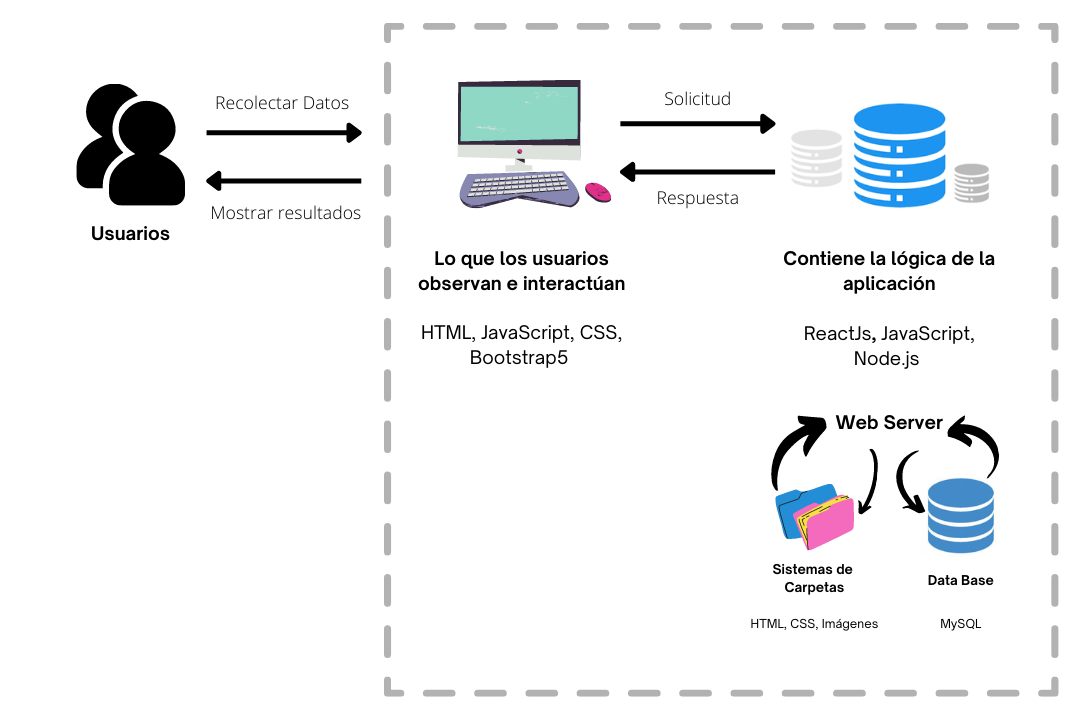 Recolectar Datos
Mostrar resultados
Usuarios
Solicitud
Respuesta
Lo que los usuarios
observan e interactúan
HTML, JavaScript, CSS,
Bootstrap5
Contiene la lógica de la
aplicación
ReactJs, JavaScript,
Node.js
Web Server
Sistemas de
Carpetas
HTML, CSS, Imágenes
Data Base
MySQL